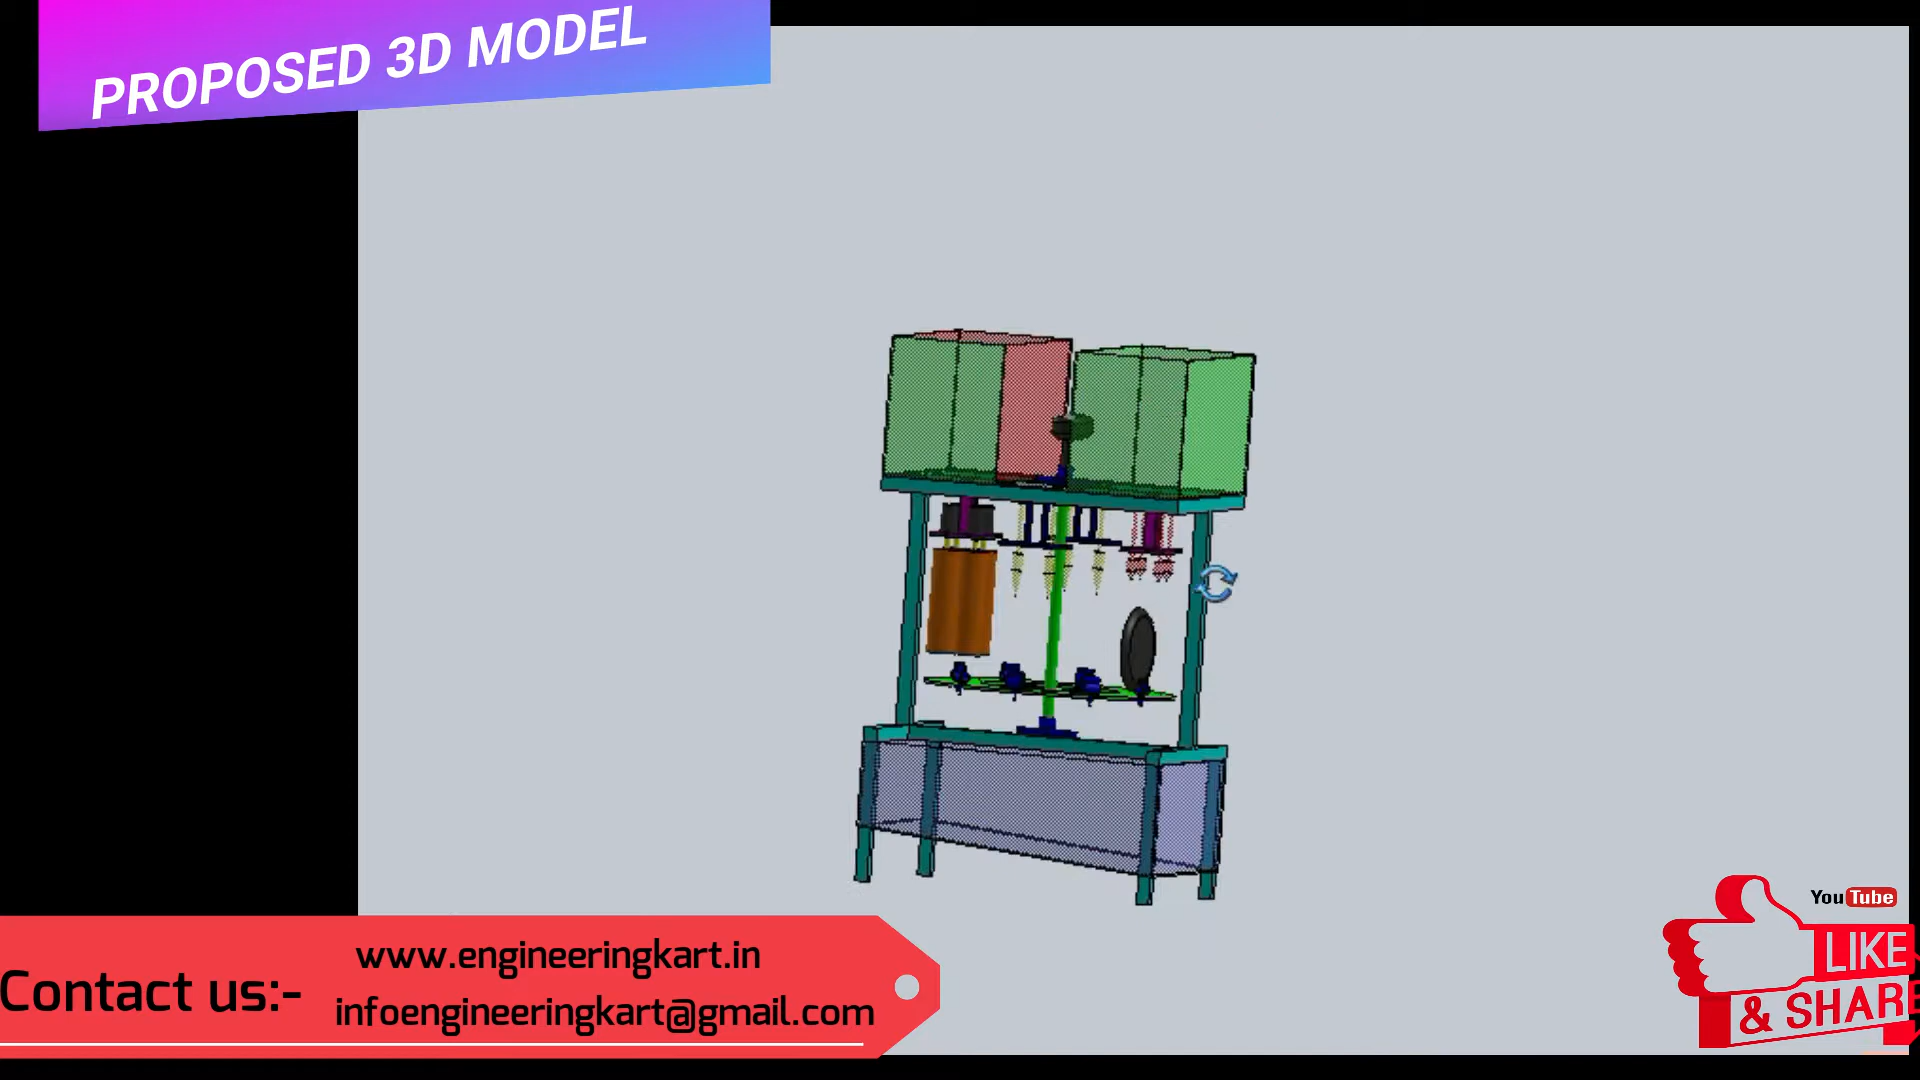 PROPOSED 3D MODEL
www.engineeringkart.in
Contact us:-
infoengineeringkart@gmail.com
YouTube
LIKE
& SHARE